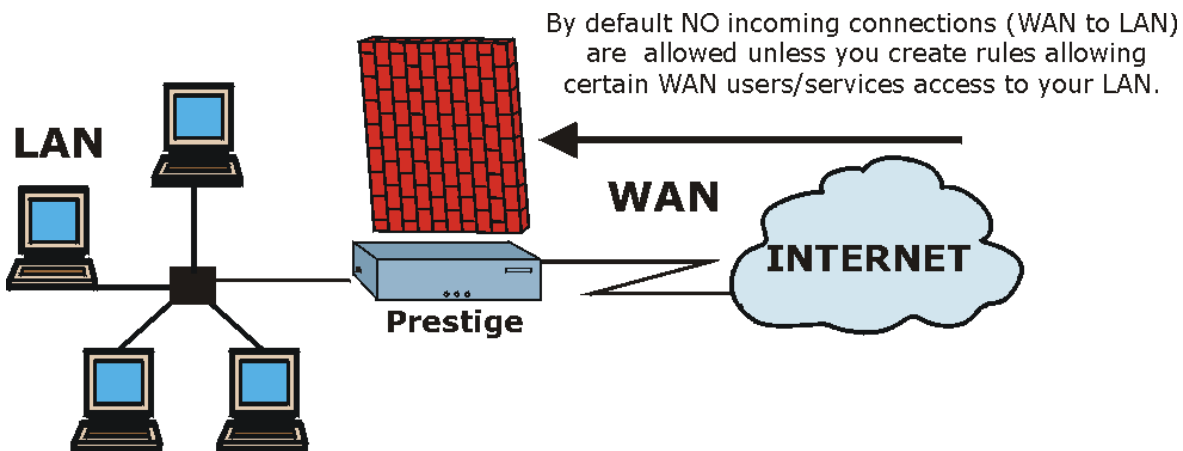 By default NO incoming connections (WAN to LAN)
are allowed unless you create rules allowing
certain WAN users/services access to your LAN.
LAN
WAN
INTERNET
Prestige